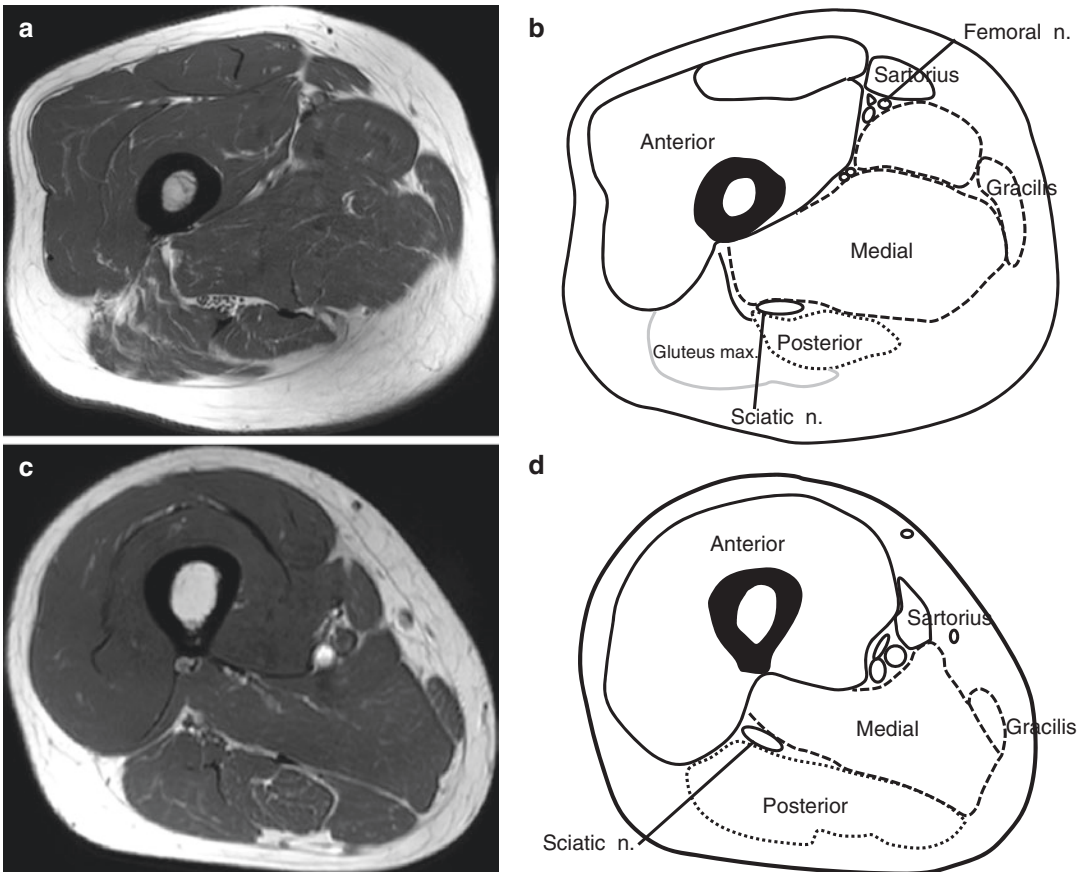 a
b
Femoral n.
Sartorius
Anterior
Gracilis
Medial
Gluteus max.
Posterior
Sciatic n.
c
d
Anterior
Sartorius
Medial
Gracilis
Posterior
Sciatic n.